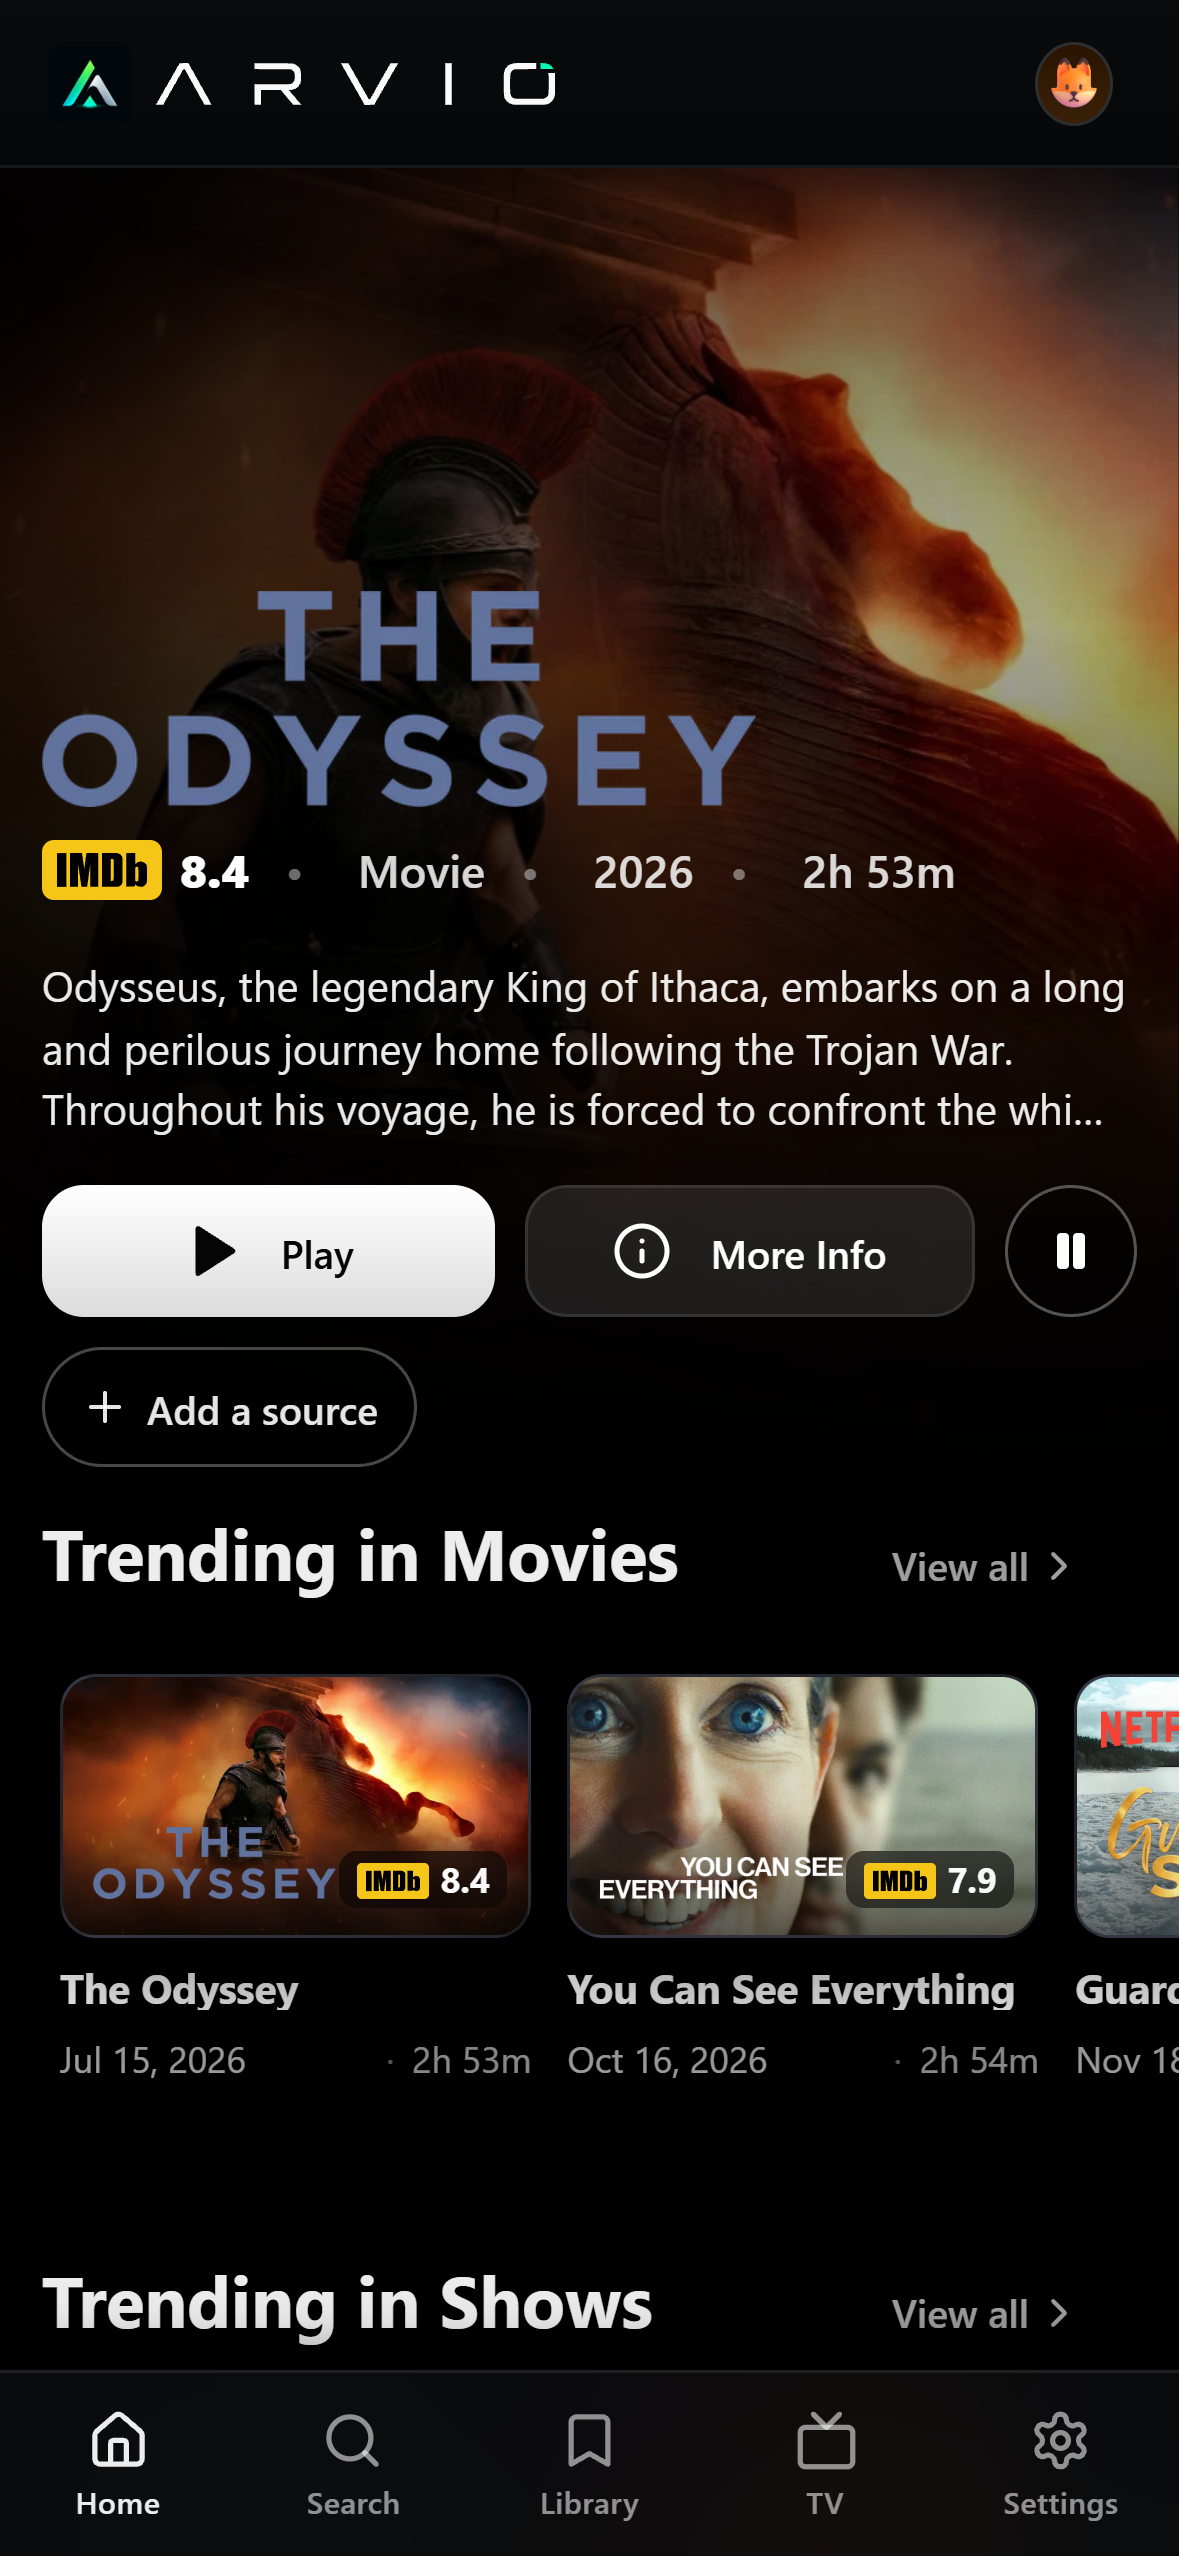 ARVIO
THE
ODYSSEY
IMDb 8.4 • Movie • 2026 • 2h 53m
Odysseus, the legendary King of Ithaca, embarks on a long
and perilous journey home following the Trojan War.
Throughout his voyage, he is forced to confront the whi...
Play
More Info
+ Add a source
Trending in Movies
View all >
THE
ODYSSEY
IMDb 8.4
YOU CAN SEE
EVERYTHING
IMDb 7.9
The Odyssey
Jul 15, 2026 · 2h 53m
You Can See Everything
Oct 16, 2026 · 2h 54m
Trending in Shows
View all >
Home
Search
Library
TV
Settings